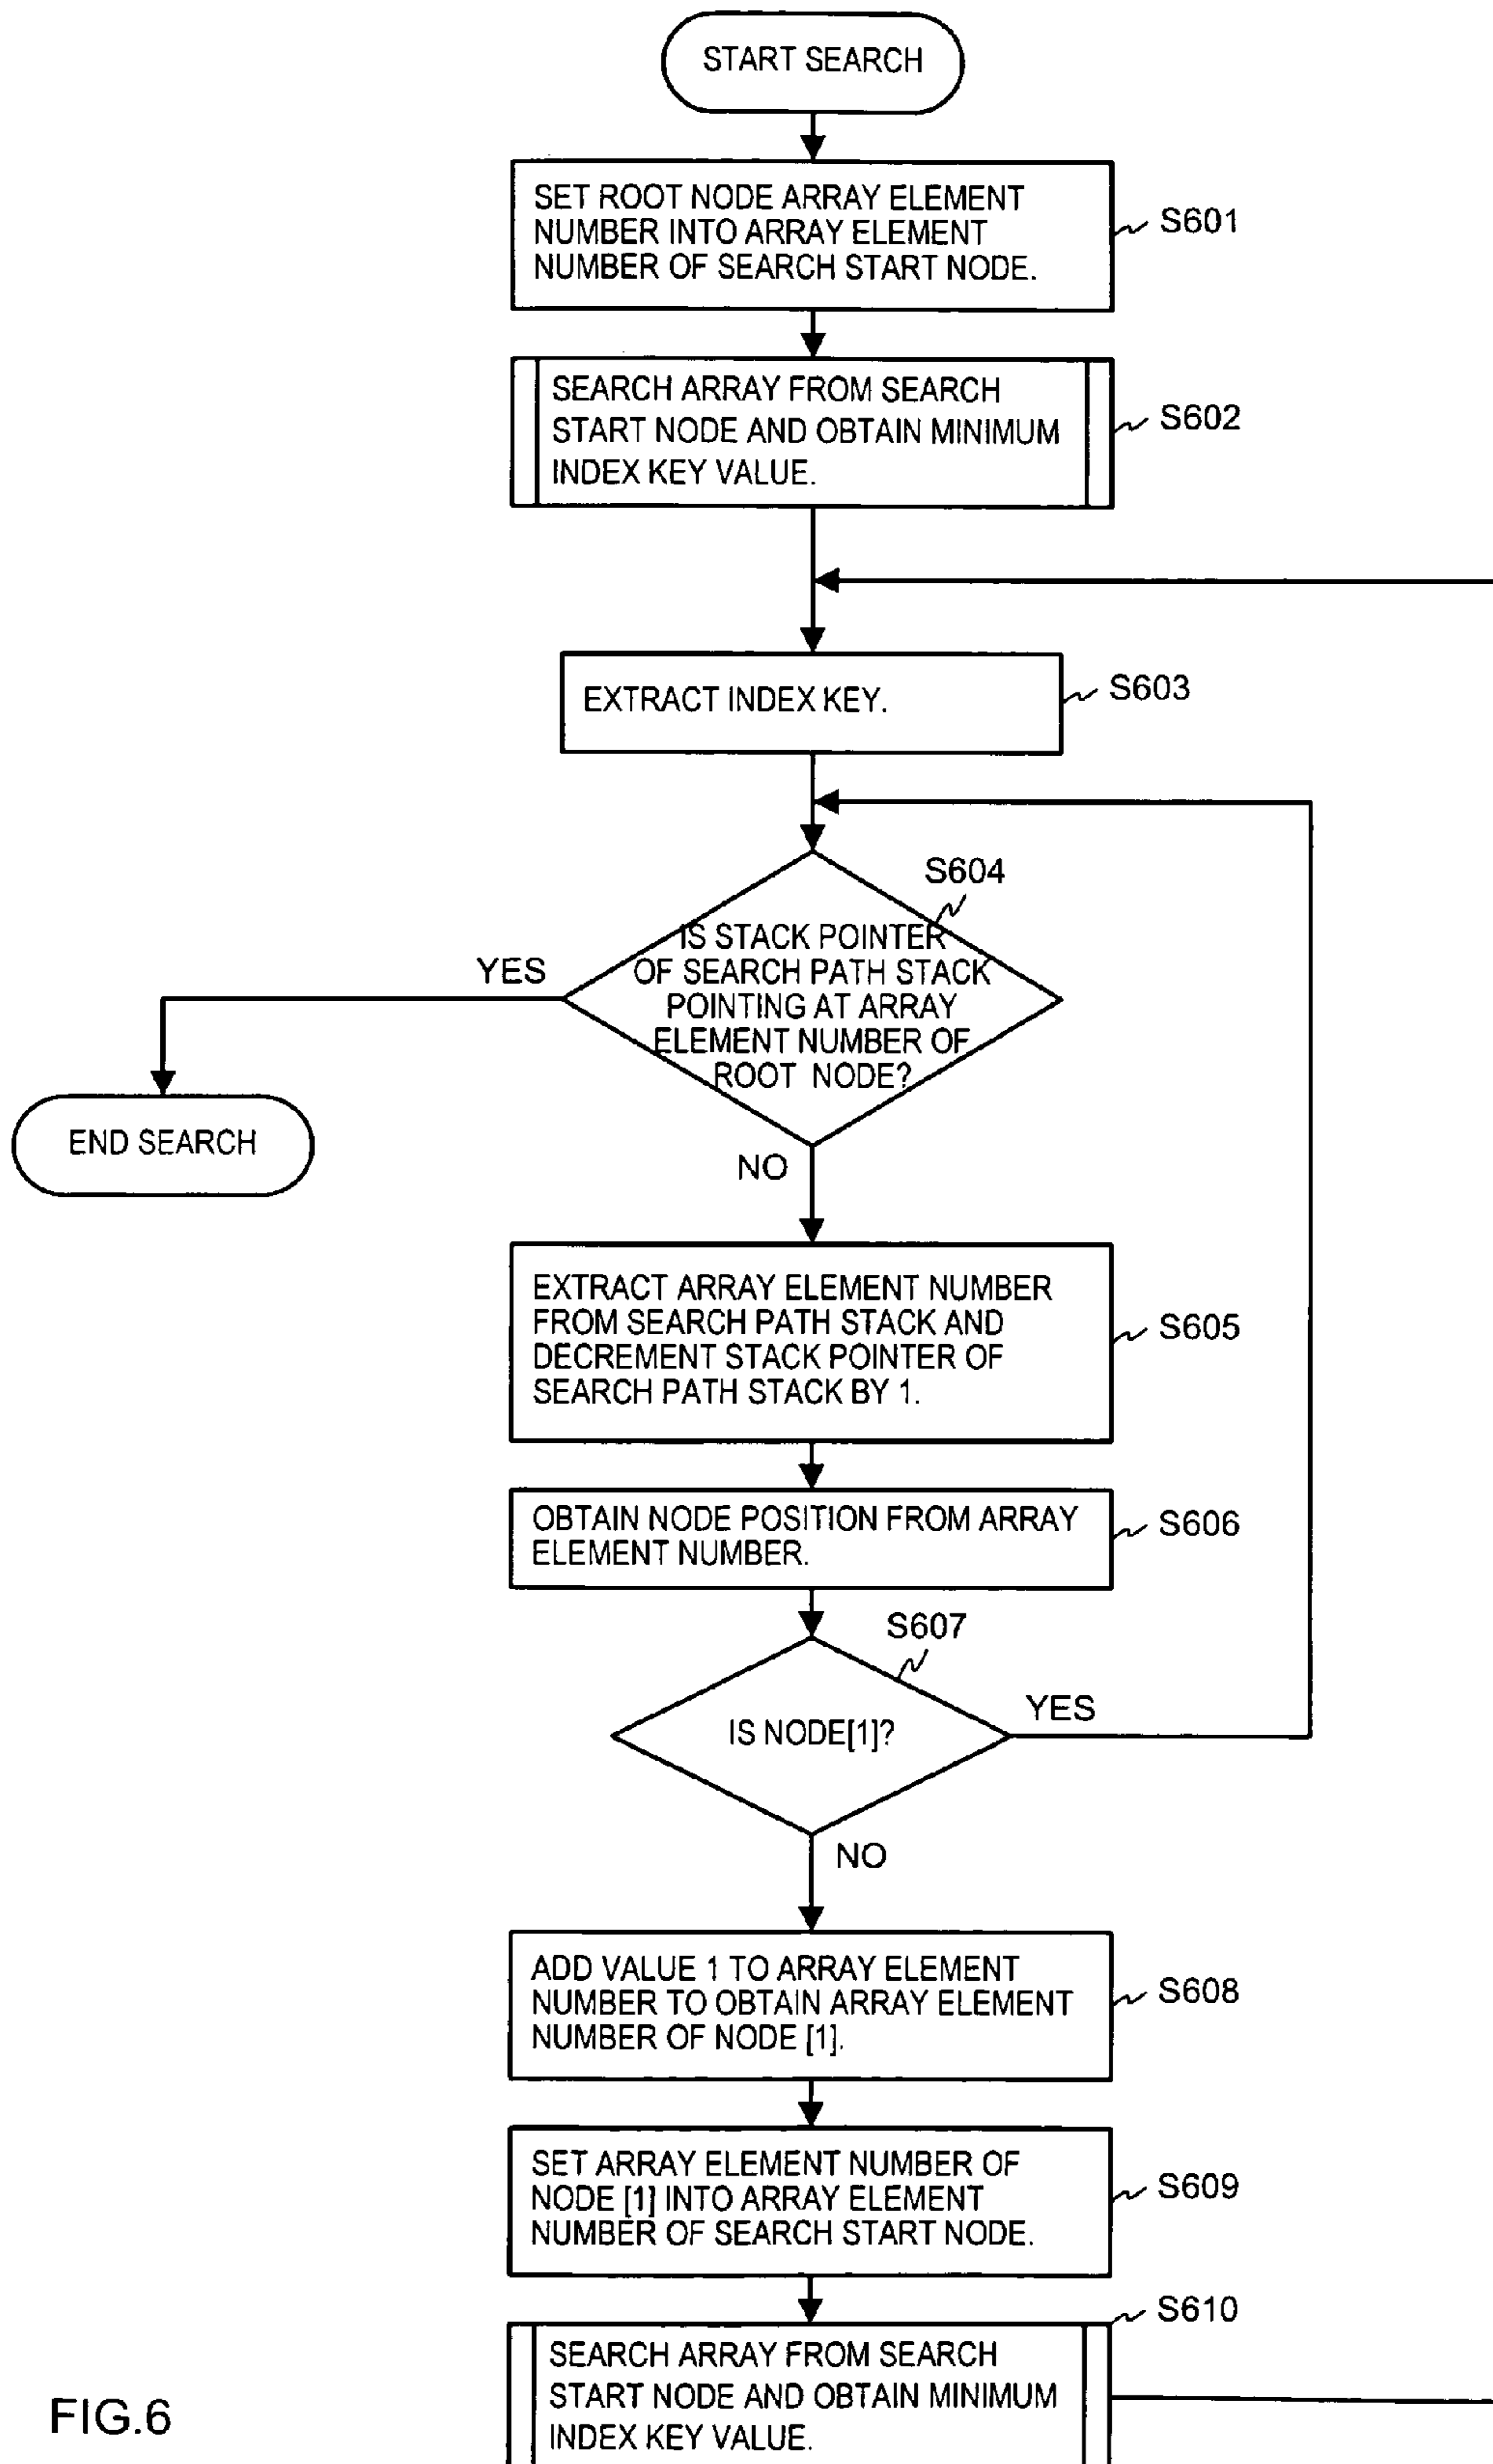 START SEARCH
SET ROOT NODE ARRAY ELEMENT
NUMBER INTO ARRAY ELEMENT
NUMBER OF SEARCH START NODE.
S601
SEARCH ARRAY FROM SEARCH
START NODE AND OBTAIN MINIMUM
INDEX KEY VALUE.
S602
EXTRACT INDEX KEY.
S603
S604
IS STACK POINTER
OF SEARCH PATH STACK
POINTING AT ARRAY
ELEMENT NUMBER OF
ROOT NODE?
YES
END SEARCH
NO
EXTRACT ARRAY ELEMENT NUMBER
FROM SEARCH PATH STACK AND
DECREMENT STACK POINTER OF
SEARCH PATH STACK BY 1.
S605
OBTAIN NODE POSITION FROM ARRAY
ELEMENT NUMBER.
S606
S607
IS NODE[1]?
YES
NO
ADD VALUE 1 TO ARRAY ELEMENT
NUMBER TO OBTAIN ARRAY ELEMENT
NUMBER OF NODE [1].
S608
SET ARRAY ELEMENT NUMBER OF
NODE [1] INTO ARRAY ELEMENT
NUMBER OF SEARCH START NODE.
S609
S610
SEARCH ARRAY FROM SEARCH
START NODE AND OBTAIN MINIMUM
INDEX KEY VALUE.
FIG.6